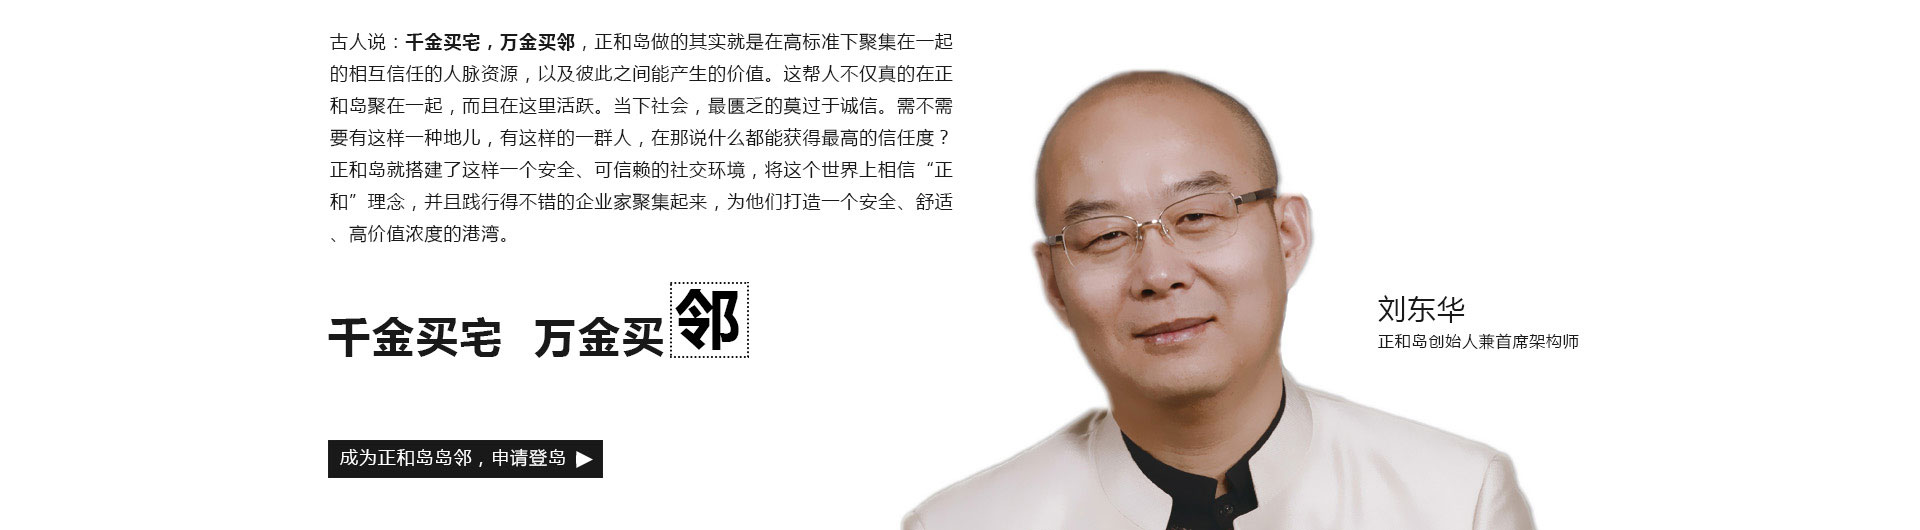 古人说：千金买宅，万金买邻，正和岛做的其实就是在高标准下聚集在一起
的相互信任的人脉资源，以及彼此之间能产生的价值。这帮人不仅真的在正
和岛聚在一起，而且在这里活跃。当下社会，最匮乏的莫过于诚信。需不需
要有这样一种地儿，有这样的一群人，在那说什么都能获得最高的信任度？
正和岛就搭建了这样一个安全、可信赖的社交环境，将这个世界上相信“正
和”理念，并且践行得不错的企业家聚集起来，为他们打造一个安全、舒适
、高价值浓度的港湾。
千金买宅 万金买邻
刘东华
正和岛创始人兼首席架构师
成为正和岛岛邻，申请登岛 ▶